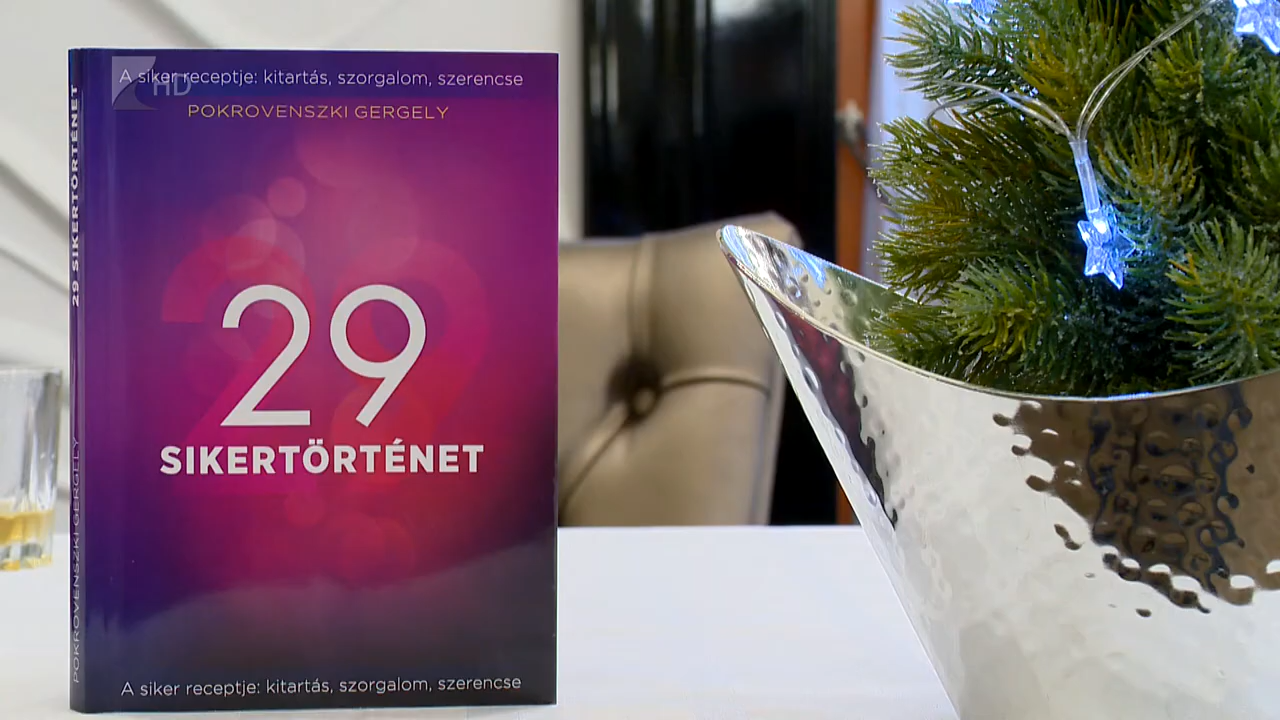 A siker receptje: kitartás, szorgalom, szerencse
HD
POKROVENSZKI GERGELY
29
SIKERTÖRTÉNET
A siker receptje: kitartás, szorgalom, szerencse
29 SIKERTÖRTÉNET
POKROVENSZKI GERGELY